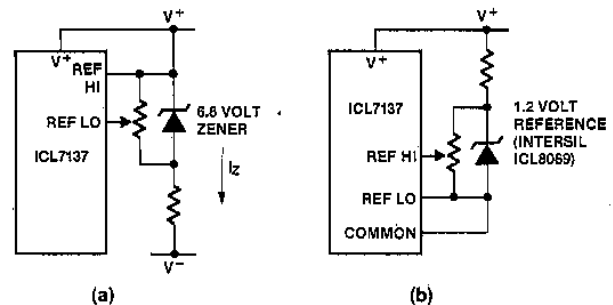 V+
V+
REF
HI
REF LO
ICL7137
6.8 VOLT
ZENER
IZ
V−
(a)
V+
V+
ICL7137
REF HI
REF LO
COMMON
1.2 VOLT
REFERENCE
(INTERSIL
ICL8069)
(b)